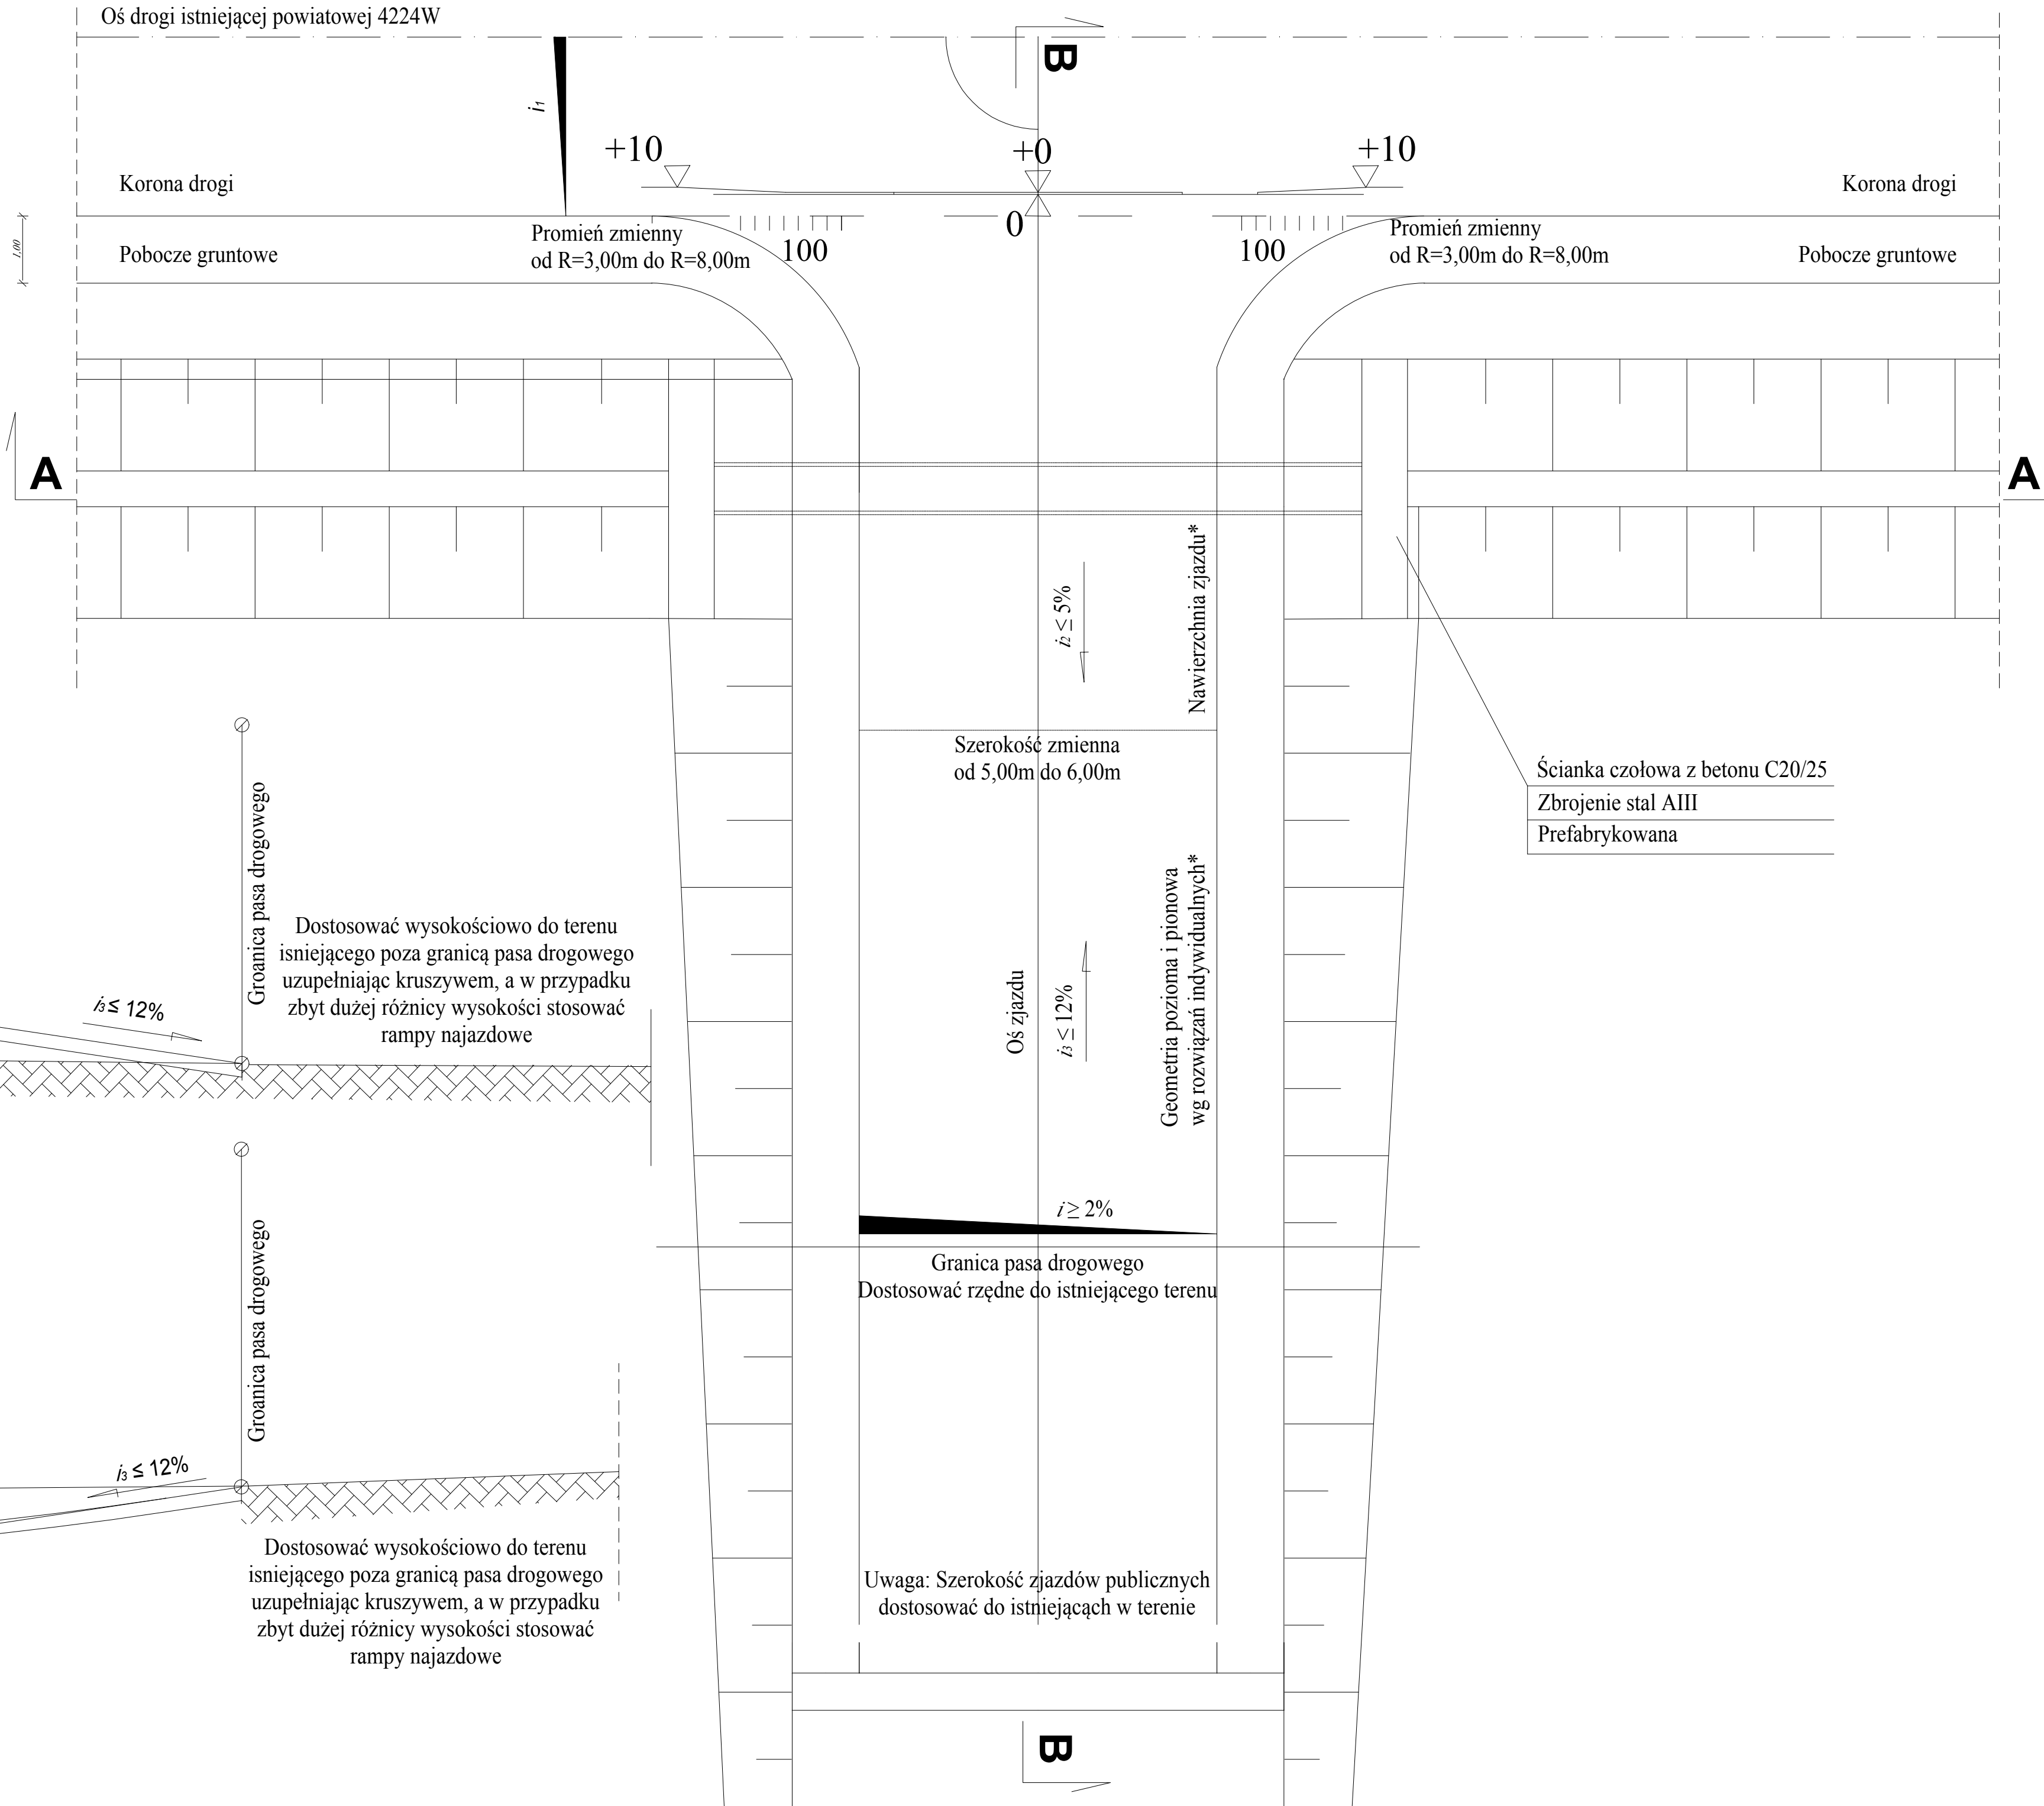 Oś drogi istniejącej powiatowej 4224W
B
i1
+10
+0
+10
Korona drogi
Korona drogi
0
1.00
Pobocze gruntowe
Promień zmienny
od R=3,00m do R=8,00m
100
100
Promień zmienny
od R=3,00m do R=8,00m
Pobocze gruntowe
A
A
i2 ≤ 5%
Nawierzchnia zjazdu*
Szerokość zmienna
od 5,00m do 6,00m
Ścianka czołowa z betonu C20/25
Zbrojenie stal AIII
Prefabrykowana
Groanica pasa drogowego
Dostosować wysokościowo do terenu
isniejącego poza granicą pasa drogowego
uzupełniając kruszywem, a w przypadku
zbyt dużej różnicy wysokości stosować
rampy najazdowe
i3 ≤ 12%
Oś zjazdu
i3 ≤ 12%
Geometria pozioma i pionowa
wg rozwiązań indywidualnych*
i ≥ 2%
Granica pasa drogowego
Dostosować rzędne do istniejącego terenu
Groanica pasa drogowego
i3 ≤ 12%
Dostosować wysokościowo do terenu
isniejącego poza granicą pasa drogowego
uzupełniając kruszywem, a w przypadku
zbyt dużej różnicy wysokości stosować
rampy najazdowe
Uwaga: Szerokość zjazdów publicznych
dostosować do istniejącach w terenie
B